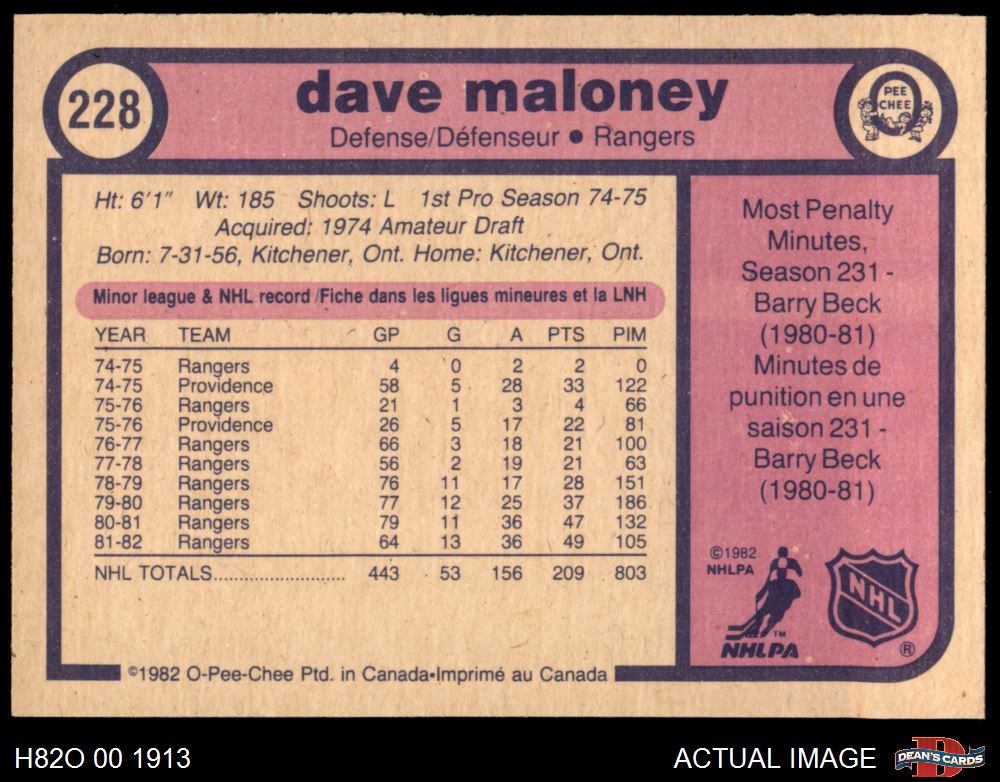 228
dave maloney
Defense/Défenseur ● Rangers
PEE
CHEE
Ht: 6'1" Wt: 185 Shoots: L 1st Pro Season 74-75
Acquired: 1974 Amateur Draft
Born: 7-31-56, Kitchener, Ont. Home: Kitchener, Ont.
Minor league & NHL record/Fiche dans les ligues mineures et la LNH
YEAR TEAM GP G A PTS PIM
74-75 Rangers 4 0 2 2 0
74-75 Providence 58 5 28 33 122
75-76 Rangers 21 1 3 4 66
75-76 Providence 26 5 17 22 81
76-77 Rangers 66 3 18 21 100
77-78 Rangers 56 2 19 21 63
78-79 Rangers 76 11 17 28 151
79-80 Rangers 77 12 25 37 186
80-81 Rangers 79 11 36 47 132
81-82 Rangers 64 13 36 49 105
NHL TOTALS.......................... 443 53 156 209 803
©1982 O-Pee-Chee Ptd. in Canada•Imprimé au Canada
Most Penalty
Minutes,
Season 231 -
Barry Beck
(1980-81)
Minutes de
punition en une
saison 231 -
Barry Beck
(1980-81)
©1982
NHLPA
TM
NHLPA
NHL
®
H82O 00 1913
ACTUAL IMAGE
D
DEAN'S CARDS